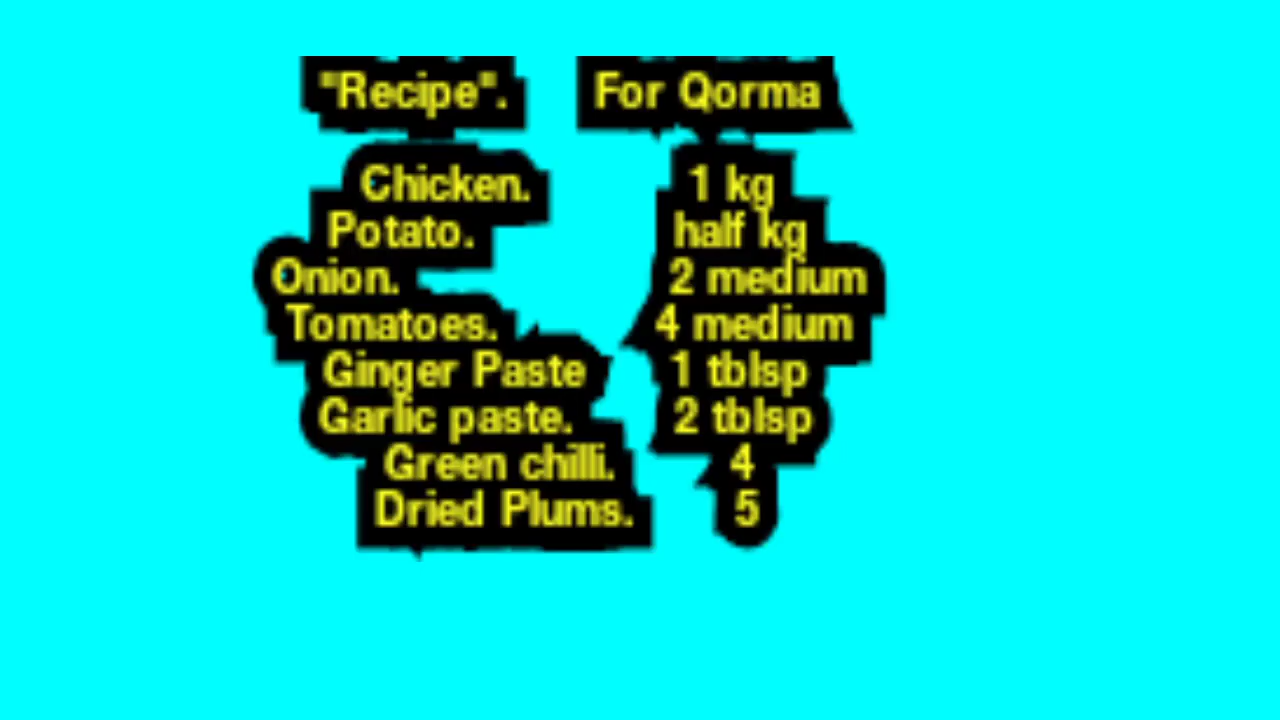 "Recipe". For Qorma
Chicken. 1 kg
Potato. half kg
Onion. 2 medium
Tomatoes. 4 medium
Ginger Paste 1 tblsp
Garlic paste. 2 tblsp
Green chilli. 4
Dried Plums. 5